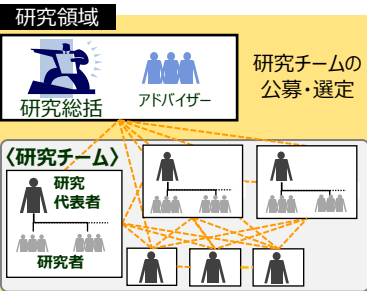 研究領域
研究総括
アドバイザー
研究チームの
公募・選定
〈研究チーム〉
研究
代表者
研究者